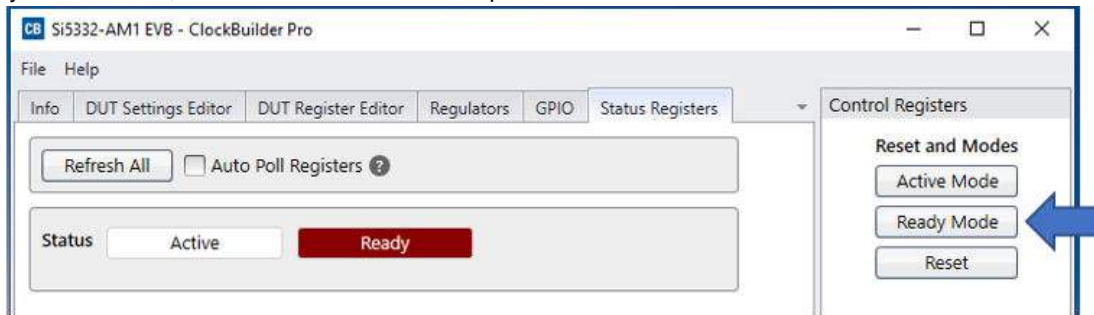 CB Si5332-AM1 EVB - ClockBuilder Pro
File Help
Info DUT Settings Editor DUT Register Editor Regulators GPIO Status Registers
Control Registers
Refresh All Auto Poll Registers ?
Status Active Ready
Reset and Modes
Active Mode
Ready Mode
Reset